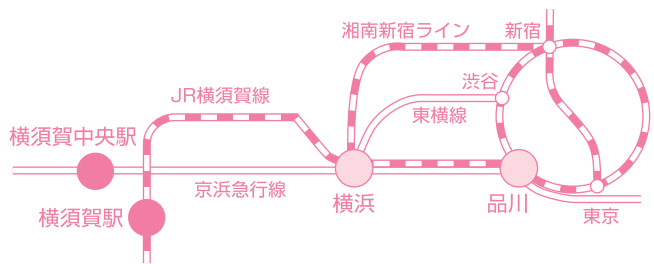 湘南新宿ライン
新宿
渋谷
JR横須賀線
東横線
横須賀中央駅
京浜急行線
横浜
品川
横須賀駅
東京